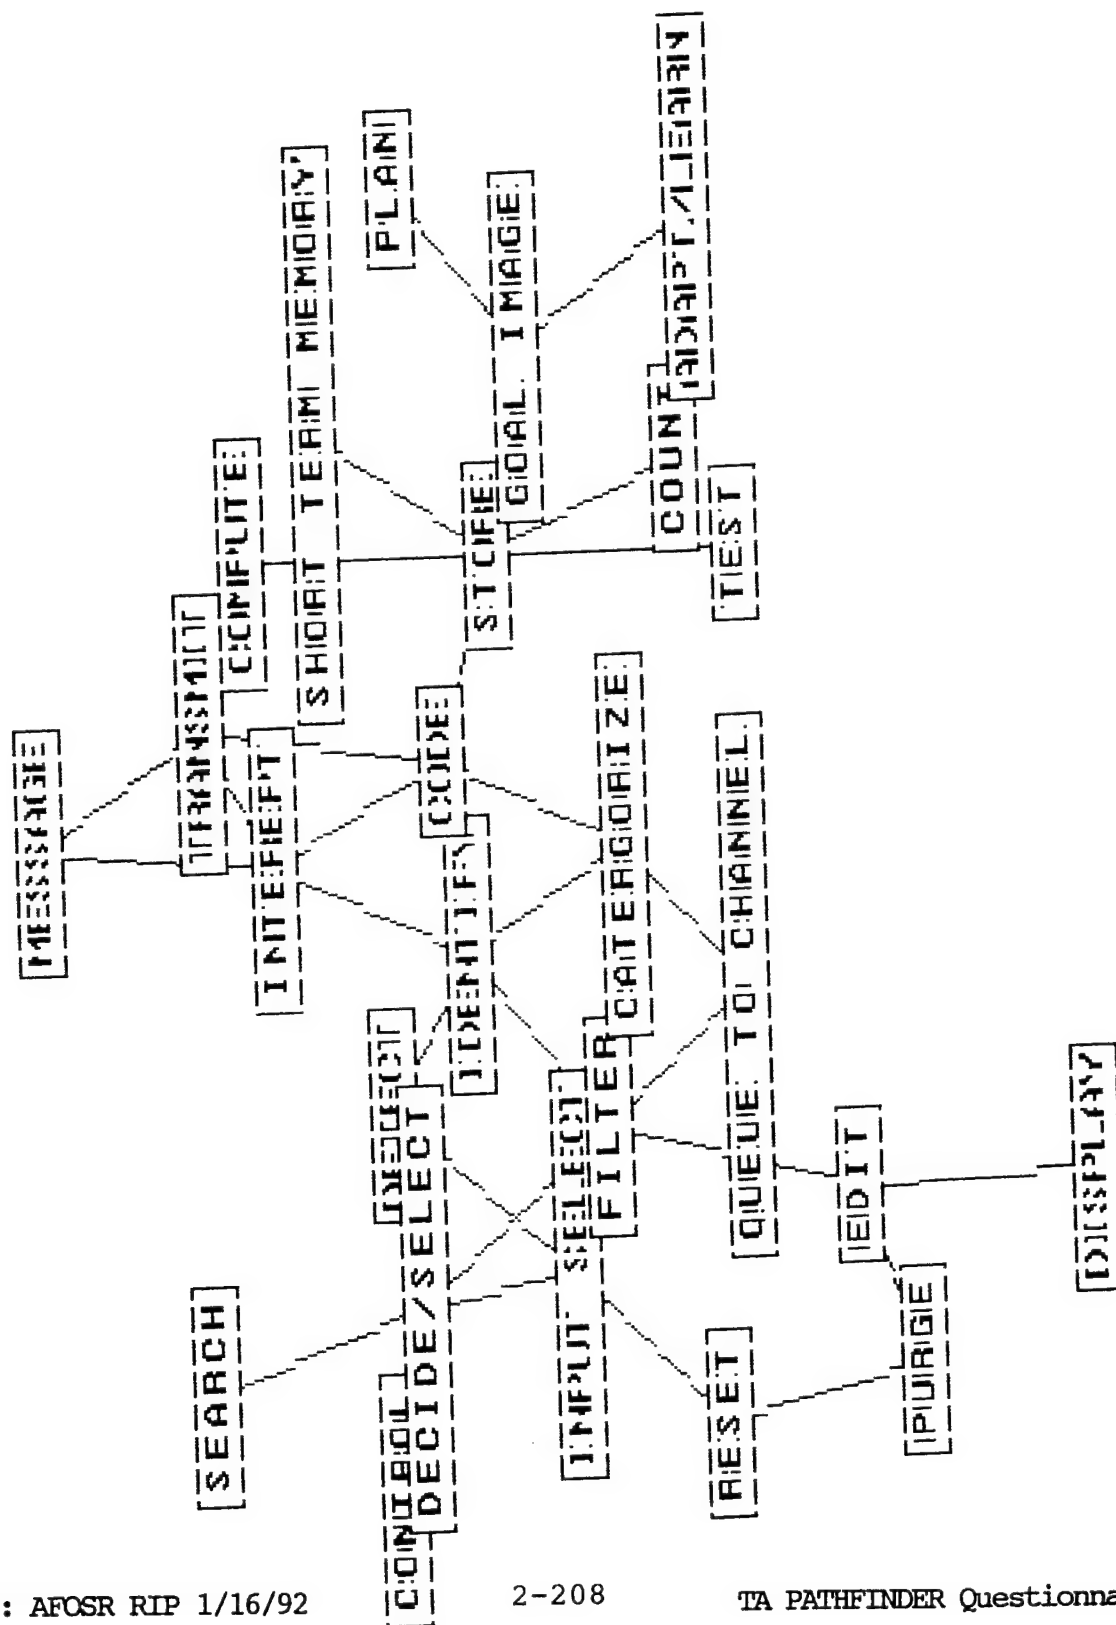 MESSAGE
TRANSMIT
COMPUTE
INTEREPT
SHORT TERM MEMORY
PLAN
CODE
STORE
GOAL IMAGE
IDENTIFY
DETECT
SEARCH
DECIDE/SELECT
CONTROL
CATERGORIZE
COUNT
ADAPT/LEARN
TEST
FILTER
INPUT SELECT
QUEUE TO CHANNEL
RESET
EDIT
PURGE
DISPLAY
: AFOSR RIP 1/16/92 2-208 TA PATHFINDER Questionna